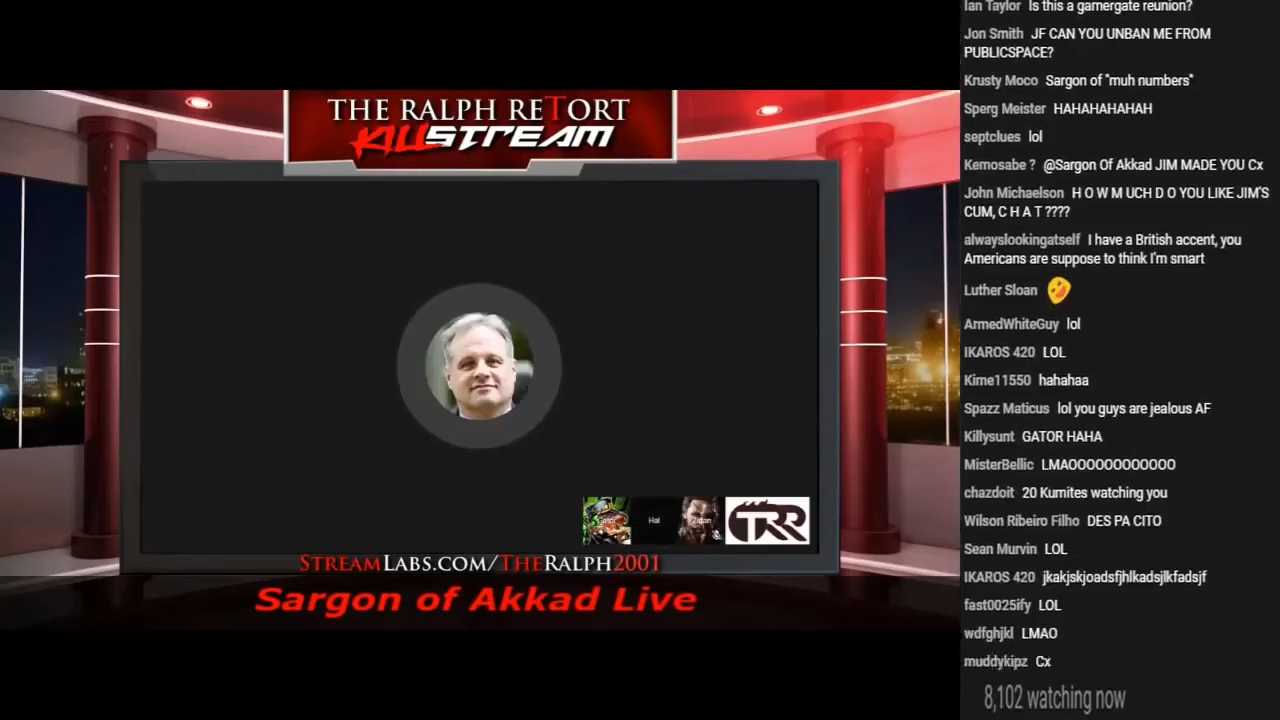 THE RALPH RETORT
KILLSTREAM
Gator
Hal
Zidan
TRR
STREAMLABS.COM/THERALPH2001
Sargon of Akkad Live
Ian Taylor Is this a gamergate reunion?
Jon Smith JF CAN YOU UNBAN ME FROM
PUBLICSPACE?
Krusty Moco Sargon of "muh numbers"
Sperg Meister HAHAHAHAHAH
septclues lol
Kemosabe ? @Sargon Of Akkad JIM MADE YOU Cx
John Michaelson H O W M UCH D O YOU LIKE JIM'S
CUM, C H A T ????
alwayslookingatself I have a British accent, you
Americans are suppose to think I'm smart
Luther Sloan 🤣
ArmedWhiteGuy lol
IKAROS 420 LOL
Kime11550 hahahaa
Spazz Maticus lol you guys are jealous AF
Killysunt GATOR HAHA
MisterBellic LMAOOOOOOOOOOOO
chazdoit 20 Kumites watching you
Wilson Ribeiro Filho DES PA CITO
Sean Murvin LOL
IKAROS 420 jkakjskjoadsfjhlkadsjlkfadsjf
fast0025ify LOL
wdfghjkl LMAO
muddykipz Cx
8,102 watching now